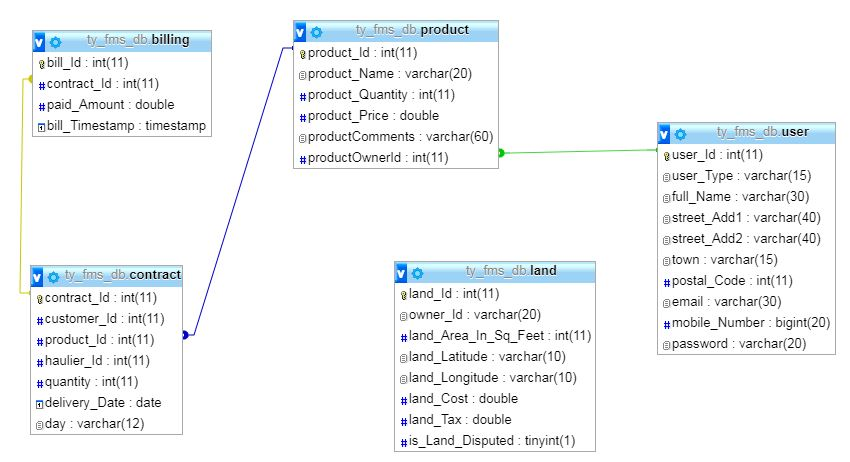 ty_fms_db.billing
bill_Id : int(11)
contract_Id : int(11)
paid_Amount : double
bill_Timestamp : timestamp
ty_fms_db.product
product_Id : int(11)
product_Name : varchar(20)
product_Quantity : int(11)
product_Price : double
productComments : varchar(60)
productOwnerId : int(11)
ty_fms_db.user
user_Id : int(11)
user_Type : varchar(15)
full_Name : varchar(30)
street_Add1 : varchar(40)
street_Add2 : varchar(40)
town : varchar(15)
postal_Code : int(11)
email : varchar(30)
mobile_Number : bigint(20)
password : varchar(20)
ty_fms_db.contract
contract_Id : int(11)
customer_Id : int(11)
product_Id : int(11)
haulier_Id : int(11)
quantity : int(11)
delivery_Date : date
day : varchar(12)
ty_fms_db.land
land_Id : int(11)
owner_Id : varchar(20)
land_Area_In_Sq_Feet : int(11)
land_Latitude : varchar(10)
land_Longitude : varchar(10)
land_Cost : double
land_Tax : double
is_Land_Disputed : tinyint(1)